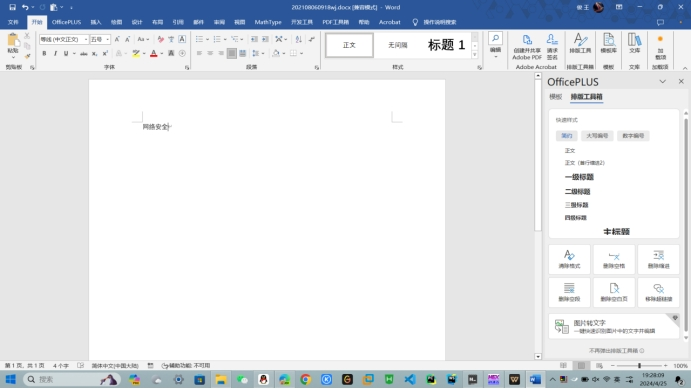 202108060918wj.docx [兼容模式] - Word
文件 开始 OfficePLUS 插入 绘图 设计 布局 引用 邮件 审阅 视图 MathType 开发工具 PDF工具箱 帮助 Acrobat 操作说明搜索
粘贴
等线 (中文正文) 五号
正文 无间隔 标题 1
编辑
创建并共享 Adobe PDF
请求签名
排版工具
模板库
文库
加载项
剪贴板 字体 段落 样式 Adobe Acrobat 排版工具箱 模板 文库 加载项
网络安全
OfficePLUS
模板 排版工具箱
快速样式
简约 大写编号 数字编号
正文
正文（首行缩进2）
一级标题
二级标题
三级标题
四级标题
主标题
清除格式 删除空格 删除缩进
删除空段 删除空白页 移除超链接
图片转文字
一键快速识别图片中的文字并编辑
不再弹出排版工具箱
第 1 页，共 1 页 4 个字 简体中文(中国大陆) 辅助功能: 不可用
100%
搜索
19:28:09
2024/4/25